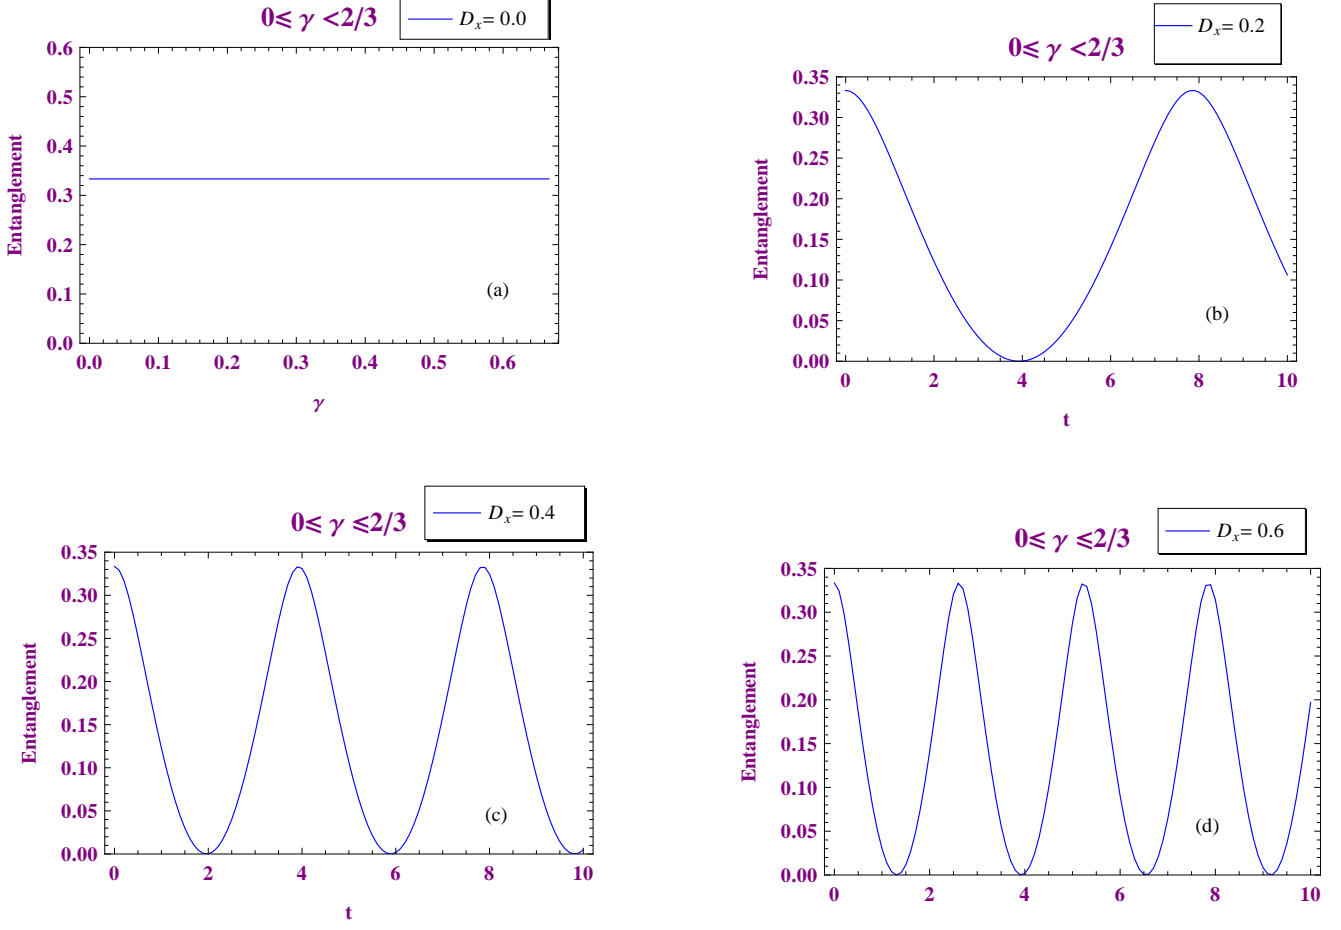 0≤ γ <2/3
Dx= 0.0
0.6
0.5
0.4
0.3
0.2
0.1
0.0
Entanglement
(a)
0.0 0.1 0.2 0.3 0.4 0.5 0.6
γ
0≤ γ <2/3
Dx= 0.2
0.35
0.30
0.25
0.20
0.15
0.10
0.05
0.00
Entanglement
(b)
0 2 4 6 8 10
t
0≤ γ ≤2/3
Dx= 0.4
0.35
0.30
0.25
0.20
0.15
0.10
0.05
0.00
Entanglement
(c)
0 2 4 6 8 10
t
0≤ γ ≤2/3
Dx= 0.6
0.35
0.30
0.25
0.20
0.15
0.10
0.05
0.00
Entanglement
(d)
0 2 4 6 8 10